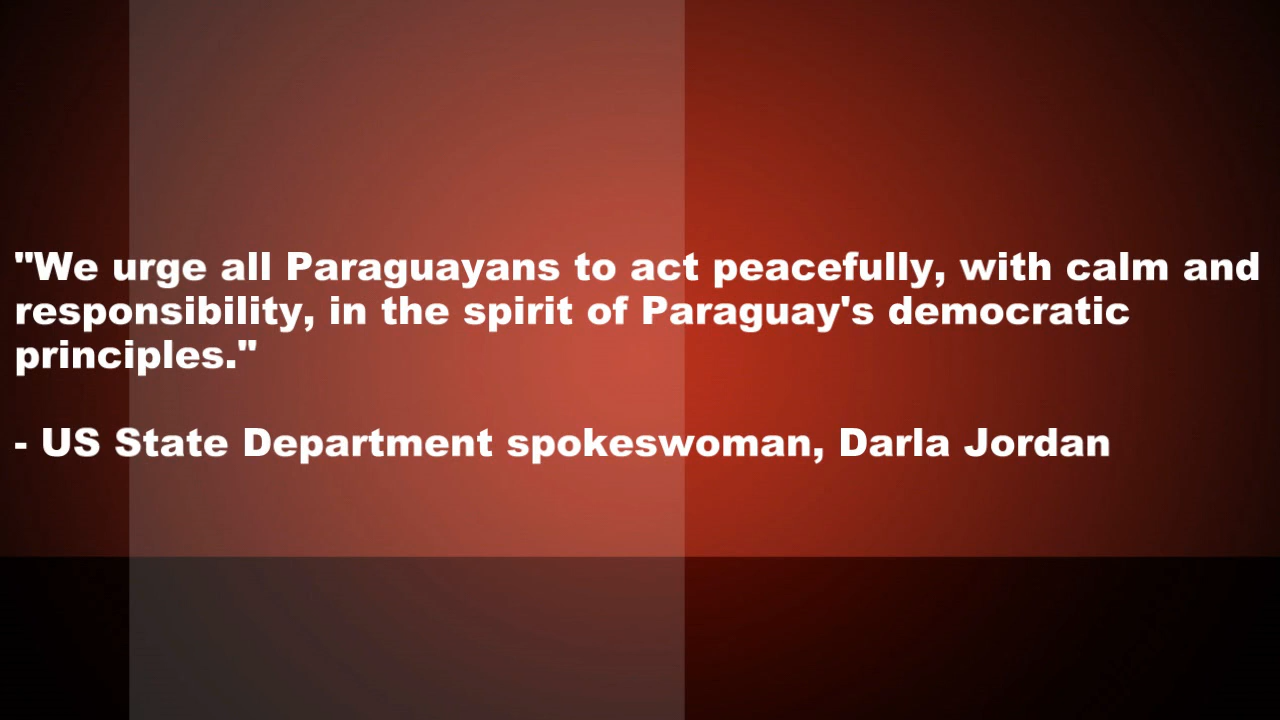 "We urge all Paraguayans to act peacefully, with calm and
responsibility, in the spirit of Paraguay's democratic
principles."
- US State Department spokeswoman, Darla Jordan